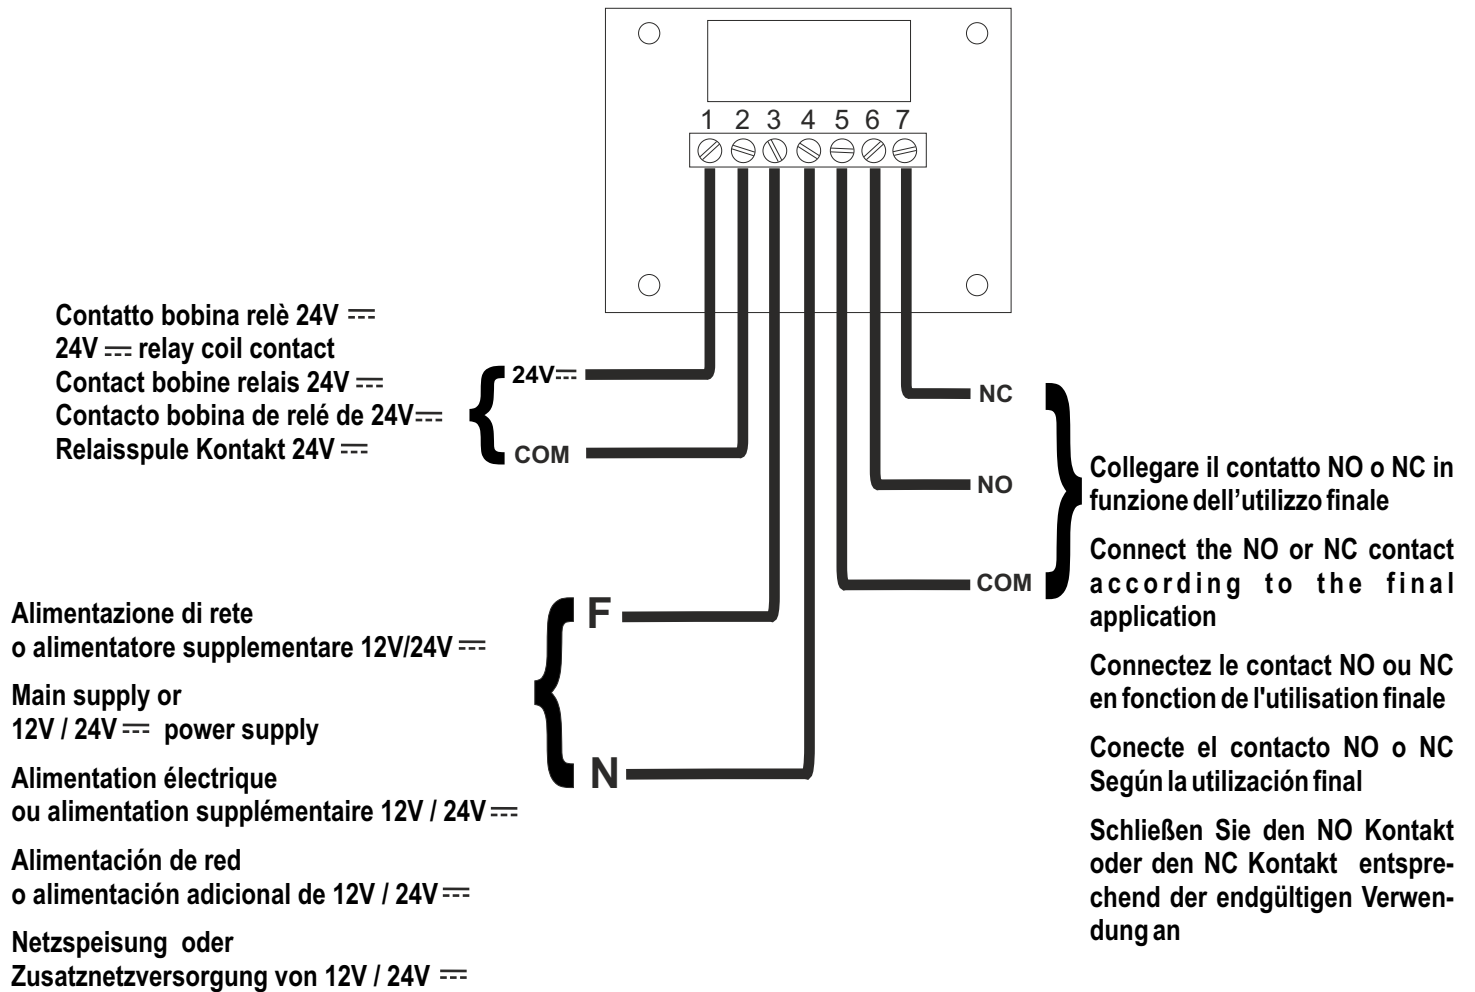 1 2 3 4 5 6 7
Contatto bobina relè 24V ⎓
24V ⎓ relay coil contact
Contact bobine relais 24V ⎓
Contacto bobina de relé de 24V⎓
Relaisspule Kontakt 24V ⎓
24V⎓
COM
NC
NO
COM
Collegare il contatto NO o NC in
funzione dell’utilizzo finale
Connect the NO or NC contact
according to the final
application
Connectez le contact NO ou NC
en fonction de l'utilisation finale
Conecte el contacto NO o NC
Según la utilización final
Schließen Sie den NO Kontakt
oder den NC Kontakt entspre-
chend der endgültigen Verwen-
dung an
F
N
Alimentazione di rete
o alimentatore supplementare 12V/24V ⎓
Main supply or
12V / 24V ⎓ power supply
Alimentation électrique
ou alimentation supplémentaire 12V / 24V ⎓
Alimentación de red
o alimentación adicional de 12V / 24V ⎓
Netzspeisung oder
Zusatznetzversorgung von 12V / 24V ⎓